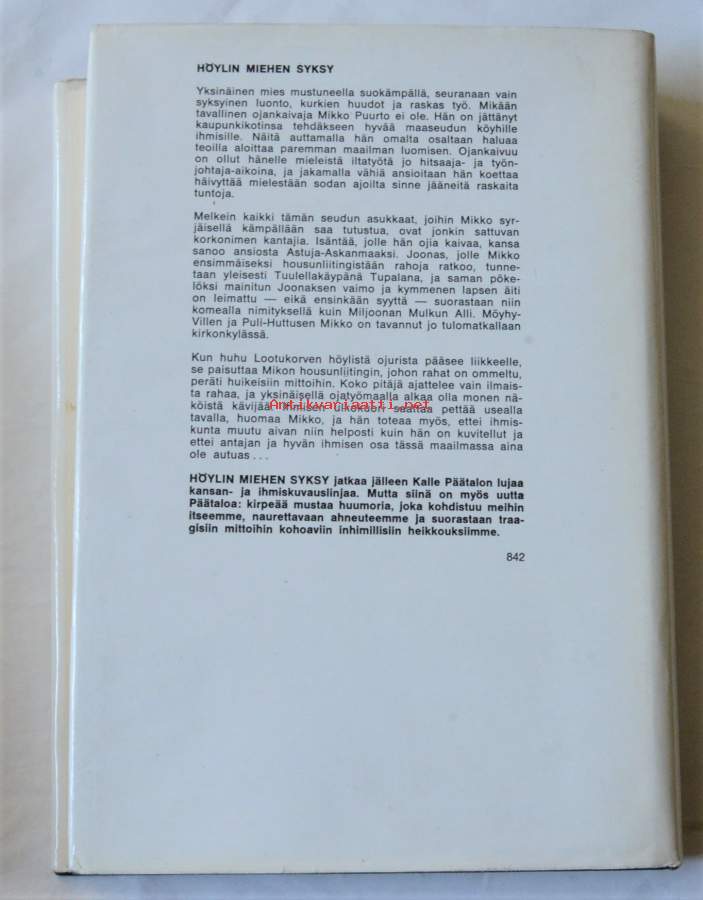 HÖYLIN MIEHEN SYKSY
Yksinäinen mies mustuneella suokämpällä, seuranaan vain
syksyinen luonto, kurkien huudot ja raskas työ. Mikään
tavallinen ojankaivaja Mikko Puurto ei ole. Hän on jättänyt
kaupunkikotinsa tehdäkseen hyvää maaseudun köyhille
ihmisille. Näitä auttamalla hän omalta osaltaan haluaa
teoilla aloittaa paremman maailman luomisen. Ojankaivuu
on ollut hänelle mieleistä iltatyötä jo hitsaaja- ja työn-
johtaja-aikoina, ja jakamalla vähiä ansioitaan hän koettaa
häivyttää mielestään sodan ajoilta sinne jääneitä raskaita
tuntoja.
Melkein kaikki tämän seudun asukkaat, joihin Mikko syr-
jäisellä kämpällään saa tutustua, ovat jonkin sattuvan
korkonimen kantajia. Isäntää, jolle hän ojia kaivaa, kansa
sanoo ansiosta Astuja-Askanmaaksi. Joonas, jolle Mikko
ensimmäiseksi housunliitingistään rahoja ratkoo, tunne-
taan yleisesti Tuulellakäypänä Tupalana, ja saman pöke-
löksi mainitun Joonaksen vaimo ja kymmenen lapsen äiti
on leimattu — eikä ensinkään syyttä — suorastaan niin
komealla nimityksellä kuin Miljoonan Mulkun Alli. Möyhy-
Villen ja Puli-Huttusen Mikko on tavannut jo tulomatkallaan
kirkonkylässä.
Kun huhu Lootukorven höylistä ojurista pääsee liikkeelle,
se paisuttaa Mikon housunliitingin, johon rahat on ommeltu,
peräti huikeisiin mittoihin. Koko pitäjä ajattelee vain ilmais-
ta rahaa, ja yksinäisellä ojatyömaalla alkaa olla monen nä-
köistä kävijää. Ihmisen ulkokuori saattaa pettää usealla
tavalla, huomaa Mikko, ja hän toteaa myös, ettei ihmis-
kunta muutu aivan niin helposti kuin hän on kuvitellut ja
ettei antajan ja hyvän ihmisen osa tässä maailmassa aina
ole autuas...
HÖYLIN MIEHEN SYKSY jatkaa jälleen Kalle Päätalon lujaa
kansan- ja ihmiskuvauslinjaa. Mutta siinä on myös uutta
Päätaloa: kirpeää mustaa huumoria, joka kohdistuu meihin
itseemme, naurettavaan ahneuteemme ja suorastaan traa-
gisiin mittoihin kohoaviin inhimillisiin heikkouksiimme.
842
Antikvariaatti.net